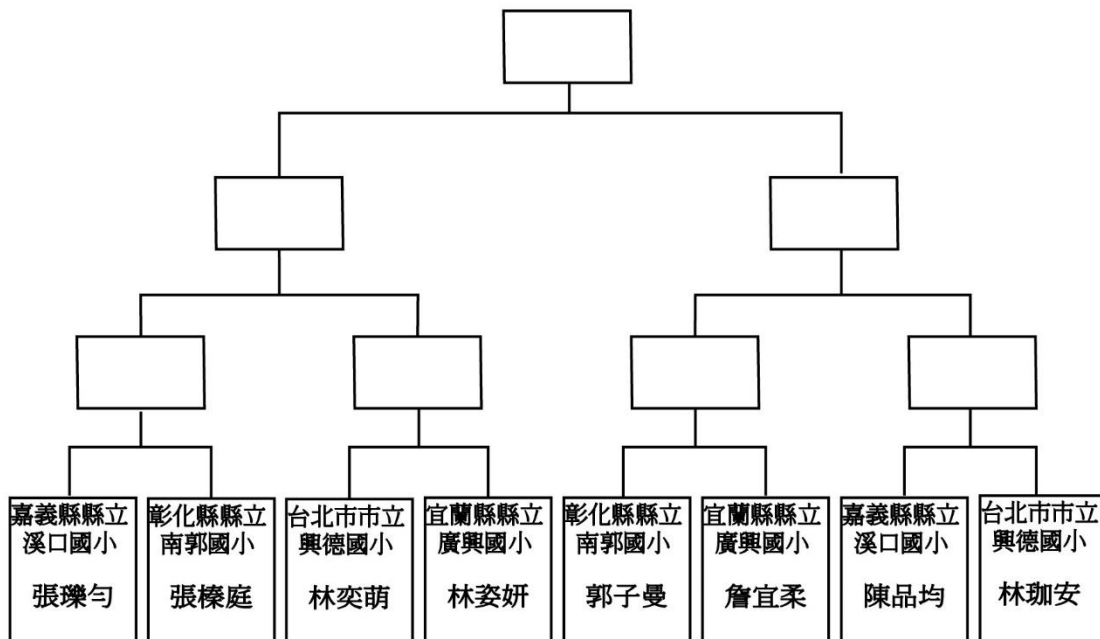 嘉義縣縣立
溪口國小
張瓅勻
彰化縣縣立
南郭國小
張榛庭
台北市市立
興德國小
林奕萌
宜蘭縣縣立
廣興國小
林姿妍
彰化縣縣立
南郭國小
郭子曼
宜蘭縣縣立
廣興國小
詹宜柔
嘉義縣縣立
溪口國小
陳品均
台北市市立
興德國小
林珈安